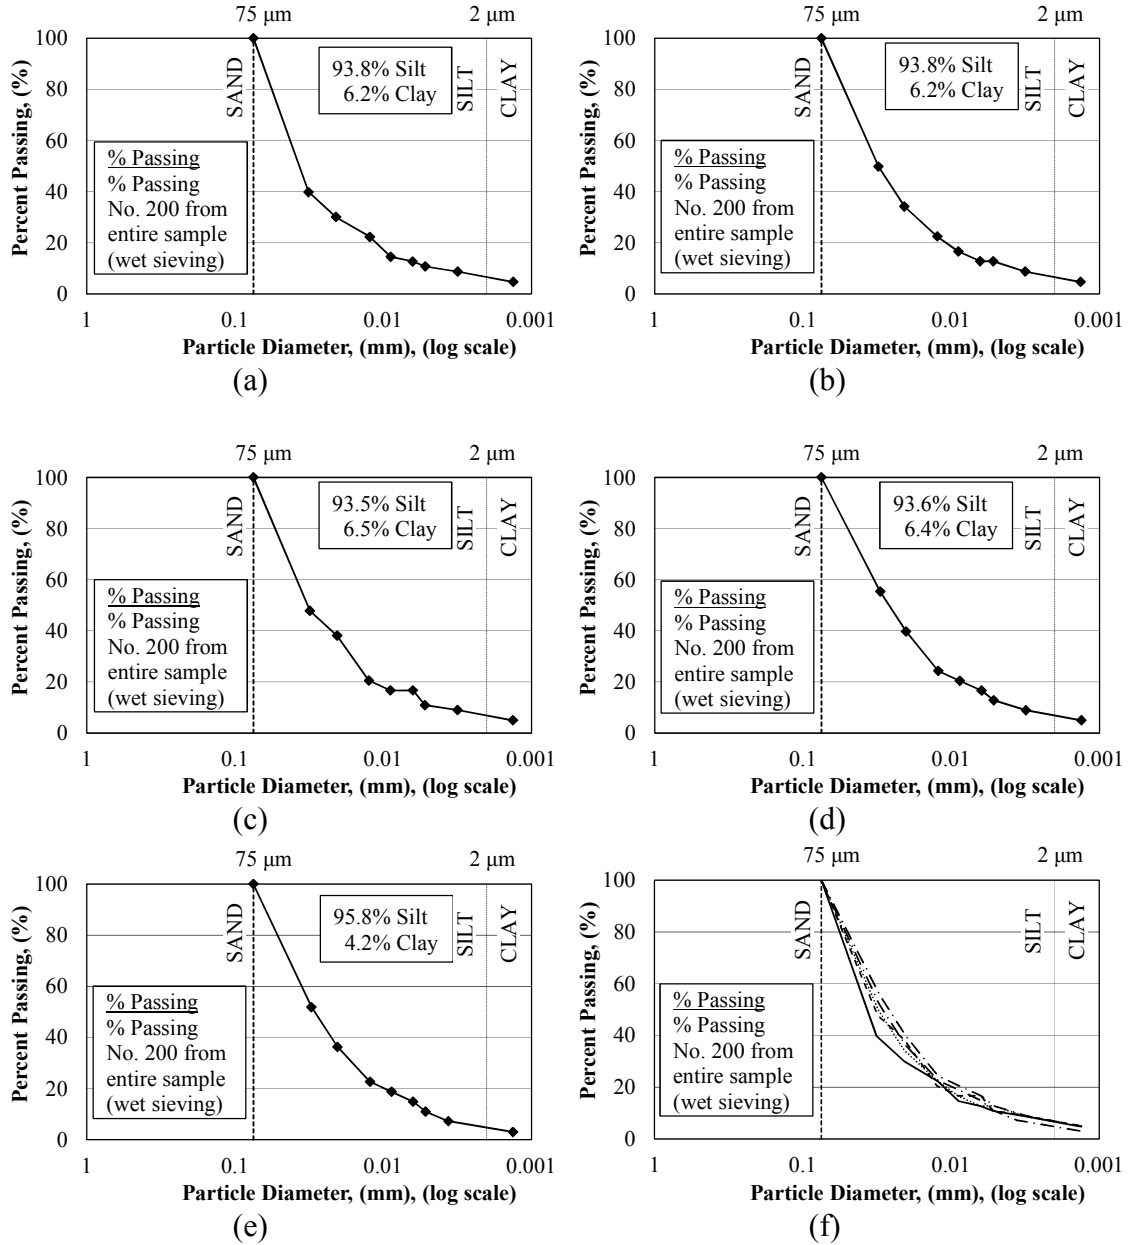 75 μm
2 μm
Percent Passing, (%)
100
80
60
40
20
0
SAND
93.8% Silt
6.2% Clay
SILT
CLAY
% Passing
% Passing
No. 200 from
entire sample
(wet sieving)
1
0.1
0.01
0.001
Particle Diameter, (mm), (log scale)
(a)
75 μm
2 μm
Percent Passing, (%)
100
80
60
40
20
0
SAND
93.8% Silt
6.2% Clay
SILT
CLAY
% Passing
% Passing
No. 200 from
entire sample
(wet sieving)
1
0.1
0.01
0.001
Particle Diameter, (mm), (log scale)
(b)
75 μm
2 μm
Percent Passing, (%)
100
80
60
40
20
0
SAND
93.5% Silt
6.5% Clay
SILT
CLAY
% Passing
% Passing
No. 200 from
entire sample
(wet sieving)
1
0.1
0.01
0.001
Particle Diameter, (mm), (log scale)
(c)
75 μm
2 μm
Percent Passing, (%)
100
80
60
40
20
0
SAND
93.6% Silt
6.4% Clay
SILT
CLAY
% Passing
% Passing
No. 200 from
entire sample
(wet sieving)
1
0.1
0.01
0.001
Particle Diameter, (mm), (log scale)
(d)
75 μm
2 μm
Percent Passing, (%)
100
80
60
40
20
0
SAND
95.8% Silt
4.2% Clay
SILT
CLAY
% Passing
% Passing
No. 200 from
entire sample
(wet sieving)
1
0.1
0.01
0.001
Particle Diameter, (mm), (log scale)
(e)
75 μm
2 μm
Percent Passing, (%)
100
80
60
40
20
0
SAND
SILT
CLAY
% Passing
% Passing
No. 200 from
entire sample
(wet sieving)
1
0.1
0.01
0.001
Particle Diameter, (mm), (log scale)
(f)